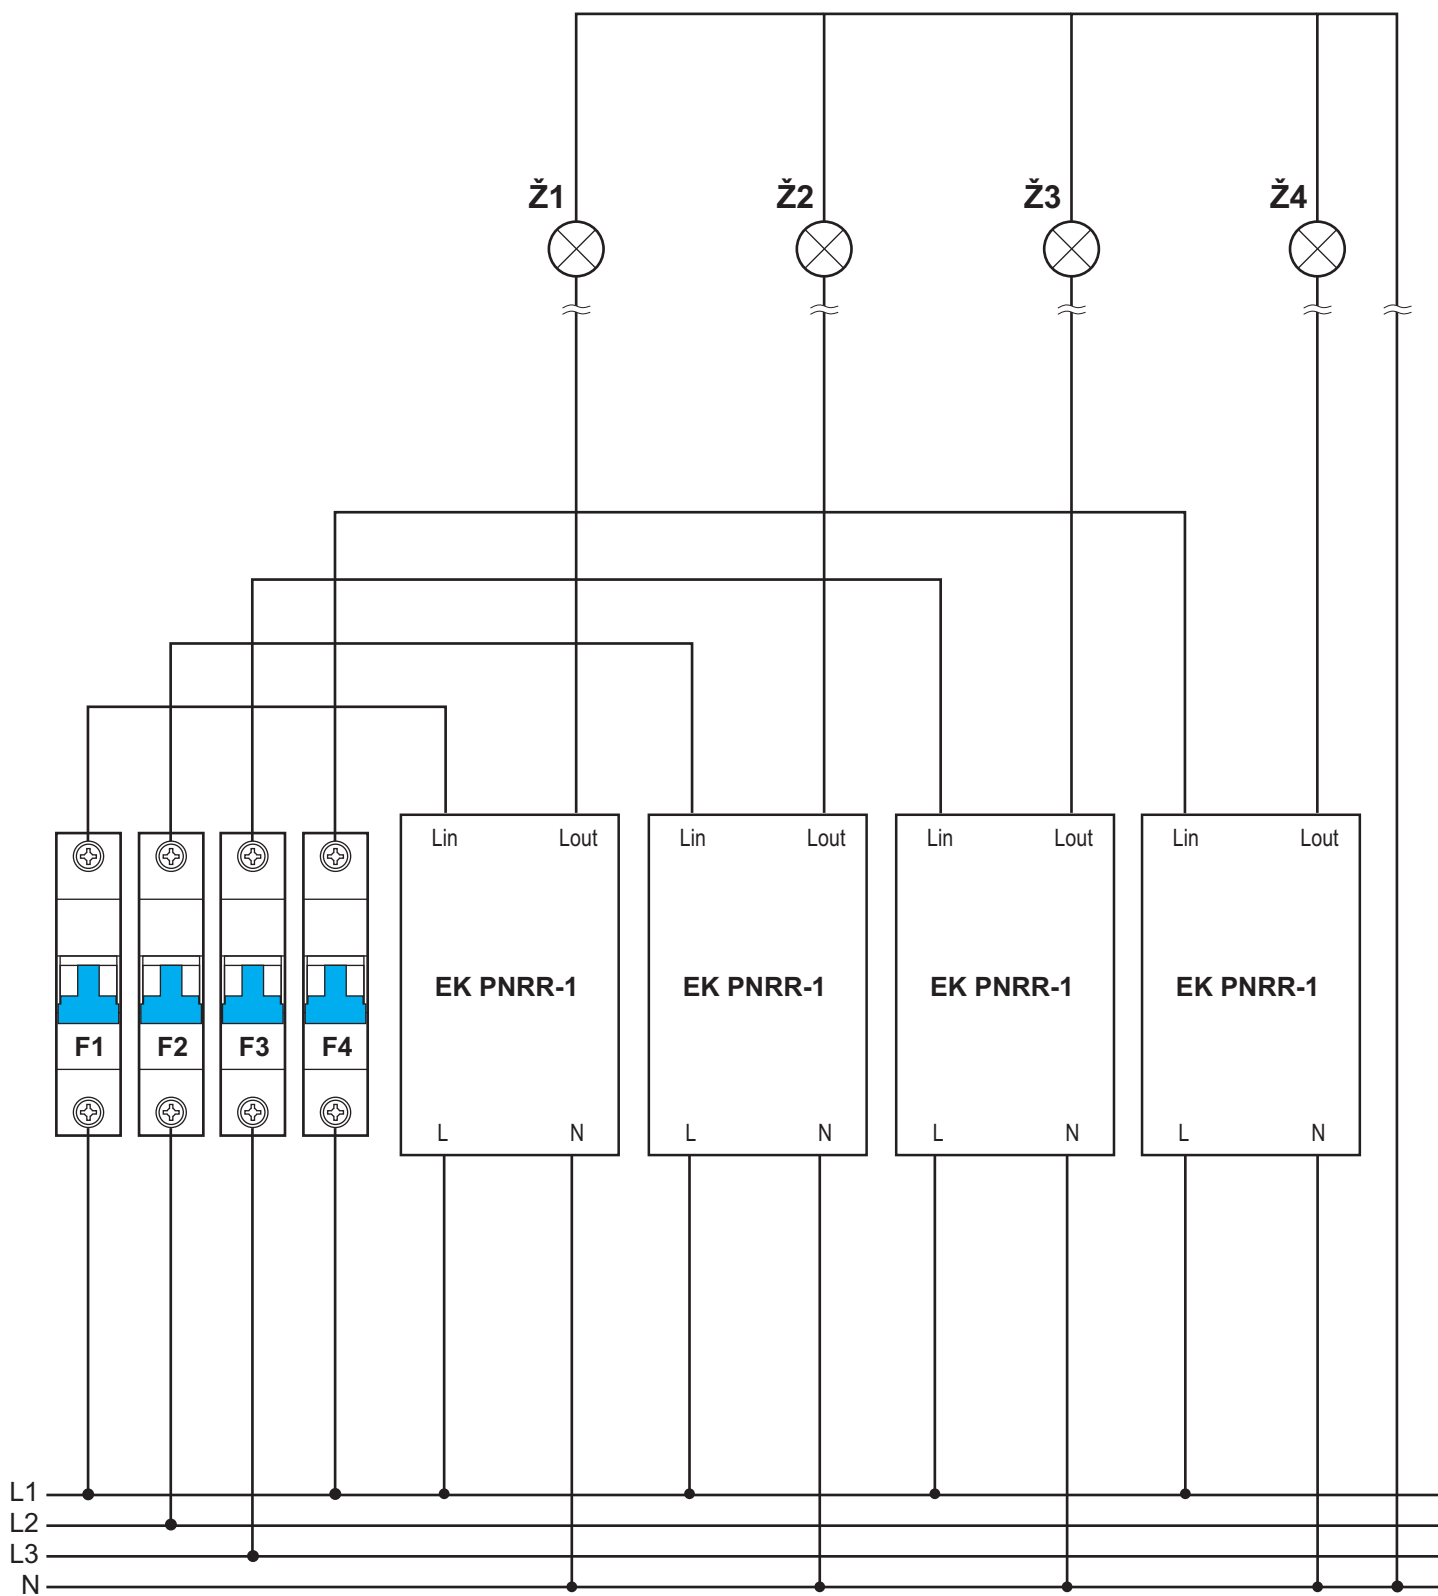 Ž1 Ž2 Ž3 Ž4
Lin Lout Lin Lout Lin Lout Lin Lout
EK PNRR-1 EK PNRR-1 EK PNRR-1 EK PNRR-1
F1 F2 F3 F4
L N L N L N L N
L1
L2
L3
N